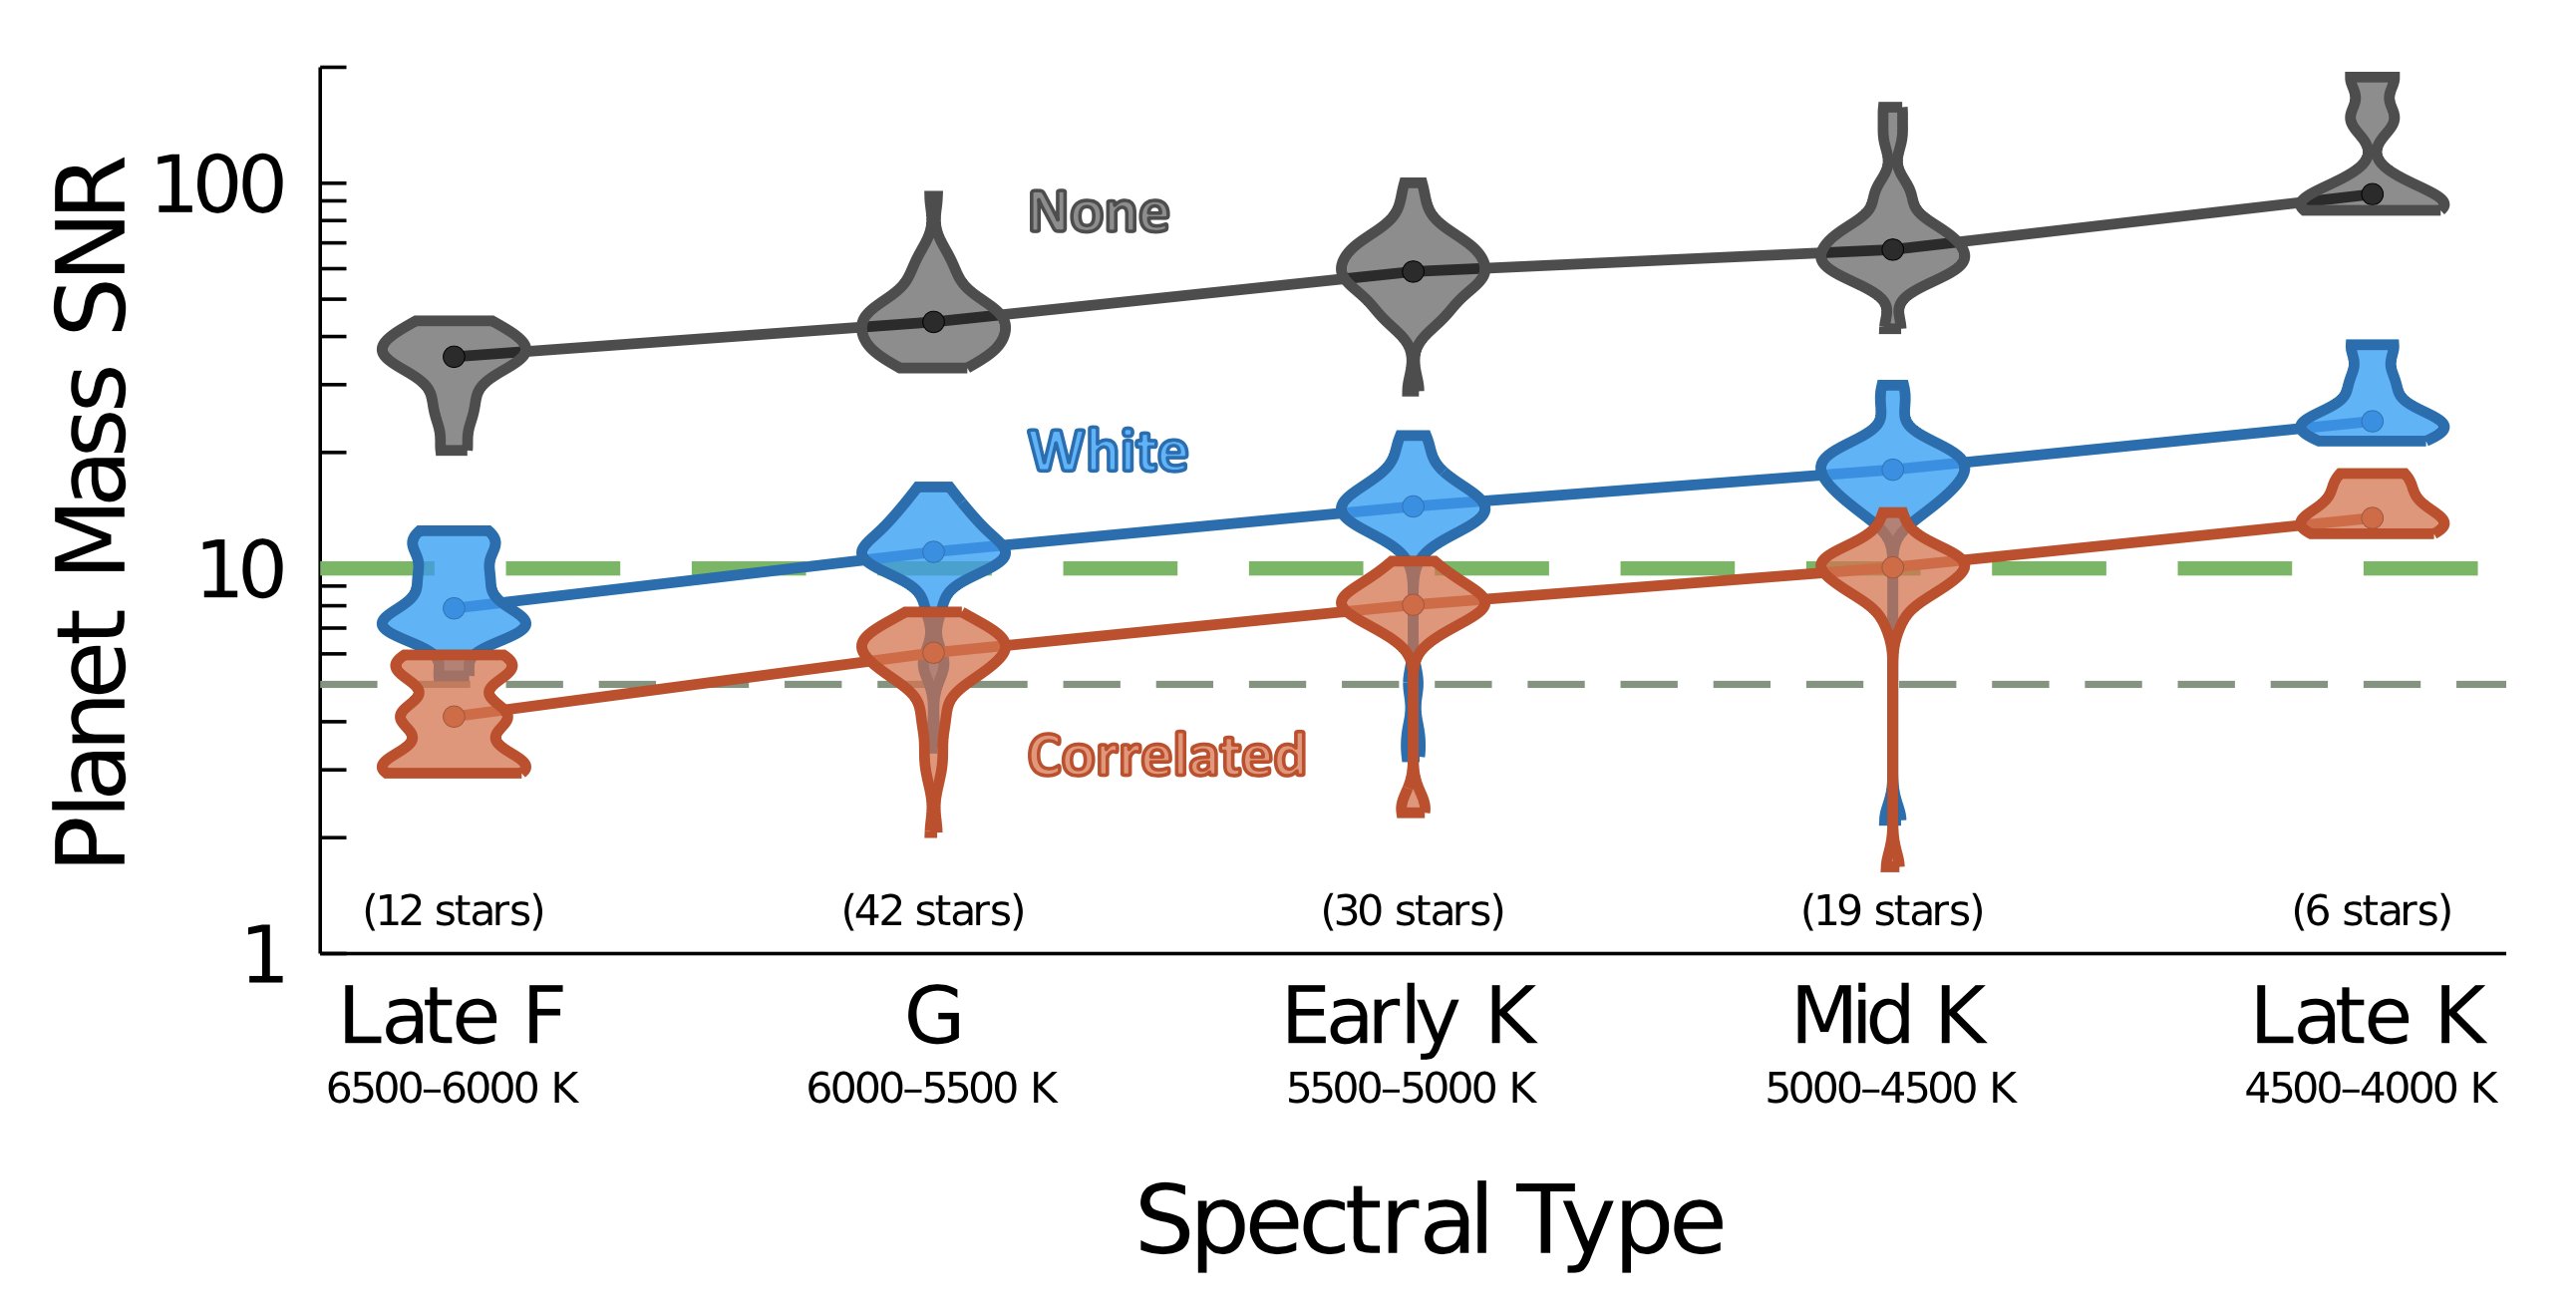 Planet Mass SNR
100
10
1
None
White
Correlated
(12 stars) (42 stars) (30 stars) (19 stars) (6 stars)
Late F G Early K Mid K Late K
6500–6000 K 6000–5500 K 5500–5000 K 5000–4500 K 4500–4000 K
Spectral Type